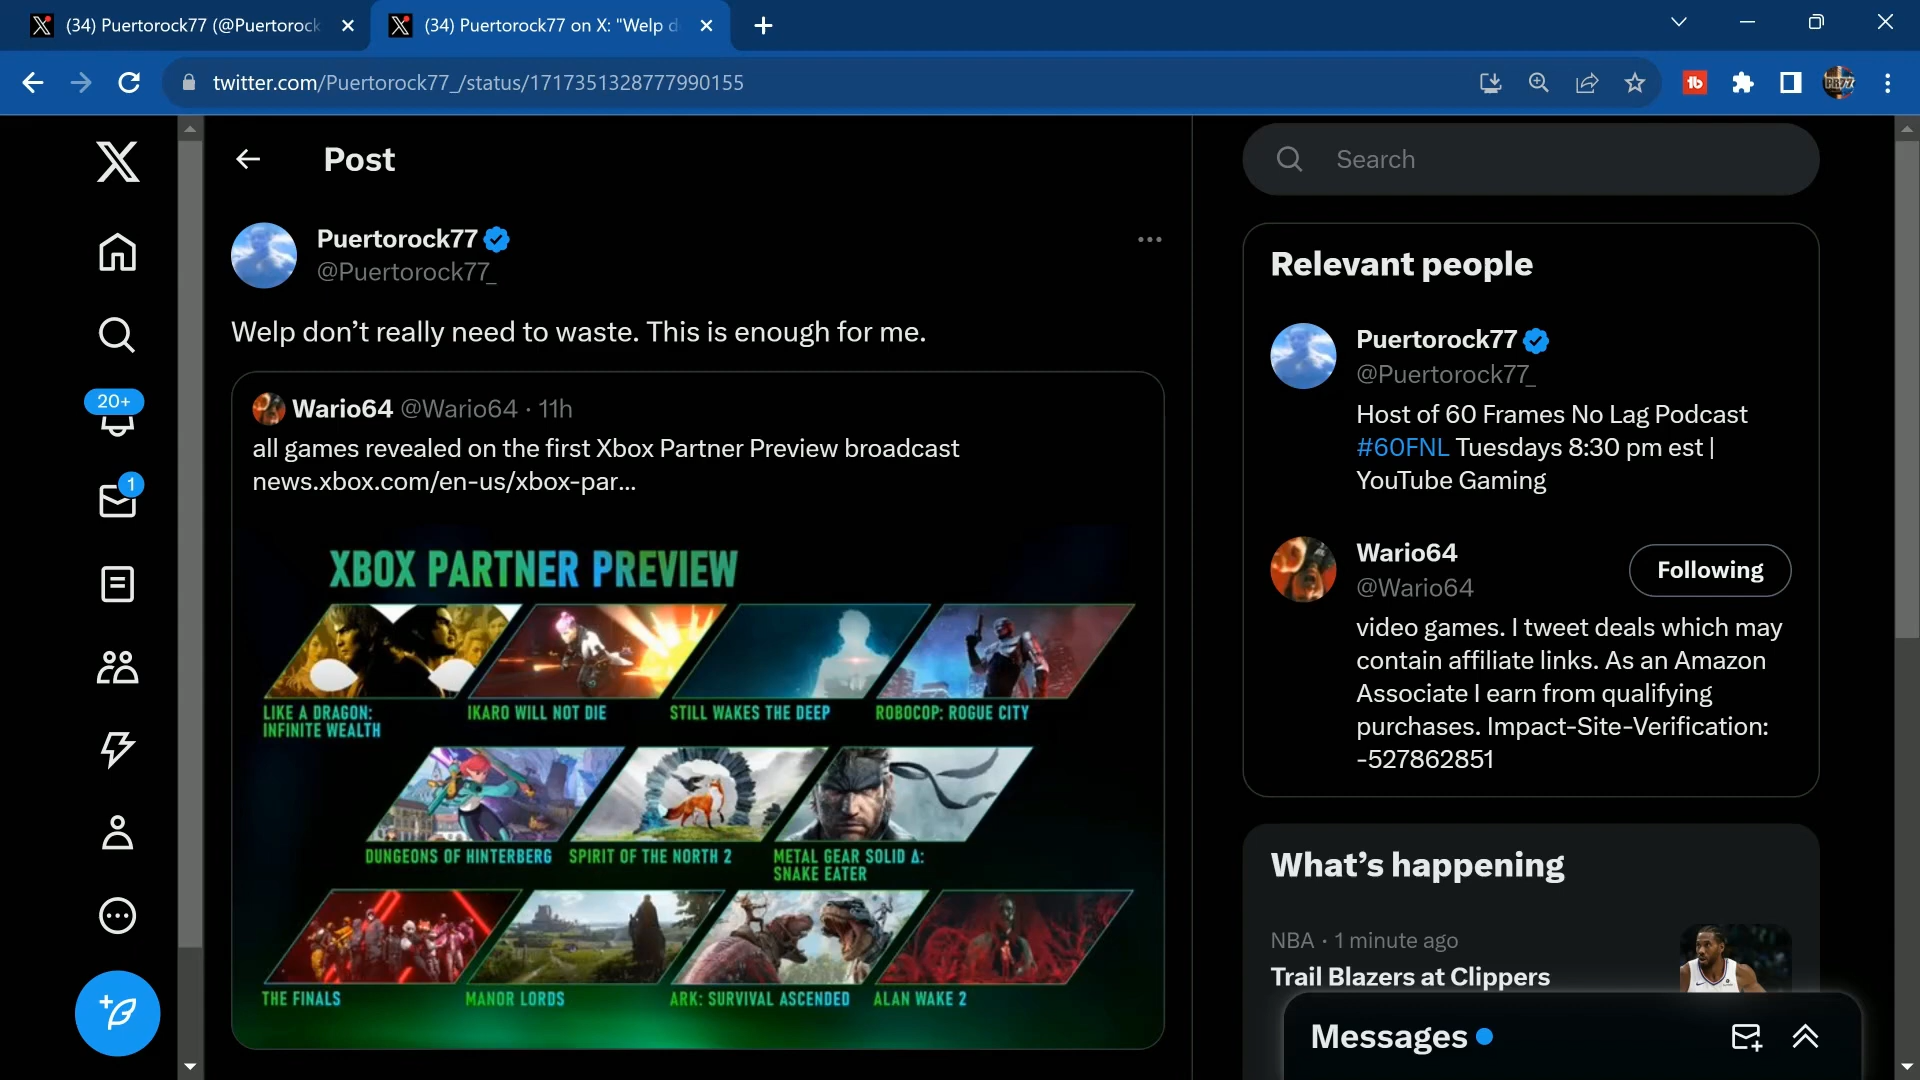 (34) Puertorock77 (@Puertorock
(34) Puertorock77 on X: "Welp d
twitter.com/Puertorock77_/status/1717351328777990155
Post
Search
Puertorock77
@Puertorock77_
Welp don’t really need to waste. This is enough for me.
Wario64 @Wario64 · 11h
all games revealed on the first Xbox Partner Preview broadcast
news.xbox.com/en-us/xbox-par...
XBOX PARTNER PREVIEW
LIKE A DRAGON:
INFINITE WEALTH
IKARO WILL NOT DIE
STILL WAKES THE DEEP
ROBOCOP: ROGUE CITY
DUNGEONS OF HINTERBERG
SPIRIT OF THE NORTH 2
METAL GEAR SOLID Δ:
SNAKE EATER
THE FINALS
MANOR LORDS
ARK: SURVIVAL ASCENDED
ALAN WAKE 2
20+
1
Relevant people
Puertorock77
@Puertorock77_
Host of 60 Frames No Lag Podcast
#60FNL Tuesdays 8:30 pm est |
YouTube Gaming
Wario64
@Wario64
Following
video games. I tweet deals which may
contain affiliate links. As an Amazon
Associate I earn from qualifying
purchases. Impact-Site-Verification:
-527862851
What’s happening
NBA · 1 minute ago
Trail Blazers at Clippers
Messages